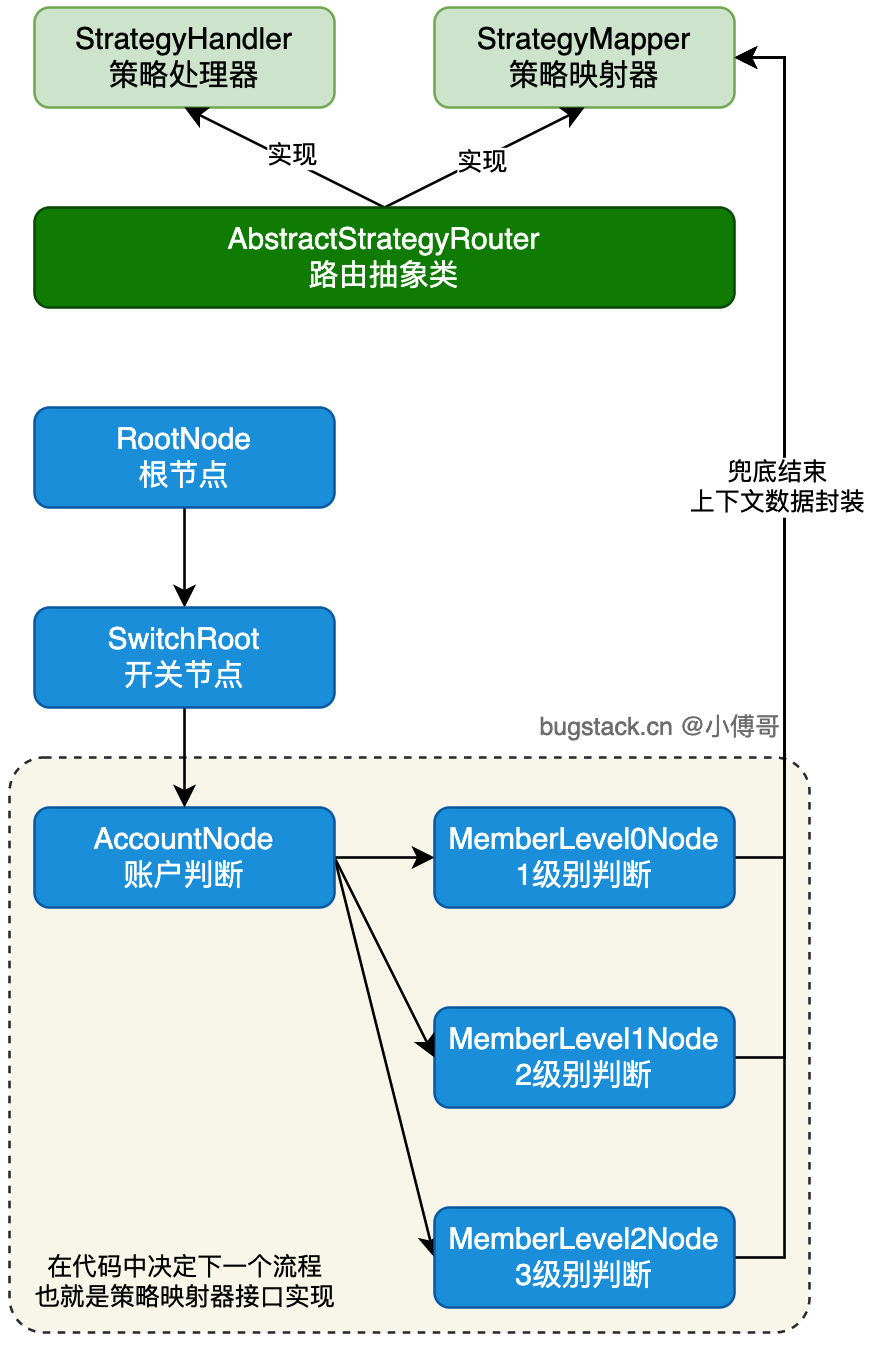 StrategyHandler
策略处理器
StrategyMapper
策略映射器
实现
实现
AbstractStrategyRouter
路由抽象类
RootNode
根节点
兜底结束
上下文数据封装
SwitchRoot
开关节点
bugstack.cn @小傅哥
AccountNode
账户判断
MemberLevel0Node
1级别判断
MemberLevel1Node
2级别判断
MemberLevel2Node
3级别判断
在代码中决定下一个流程
也就是策略映射器接口实现